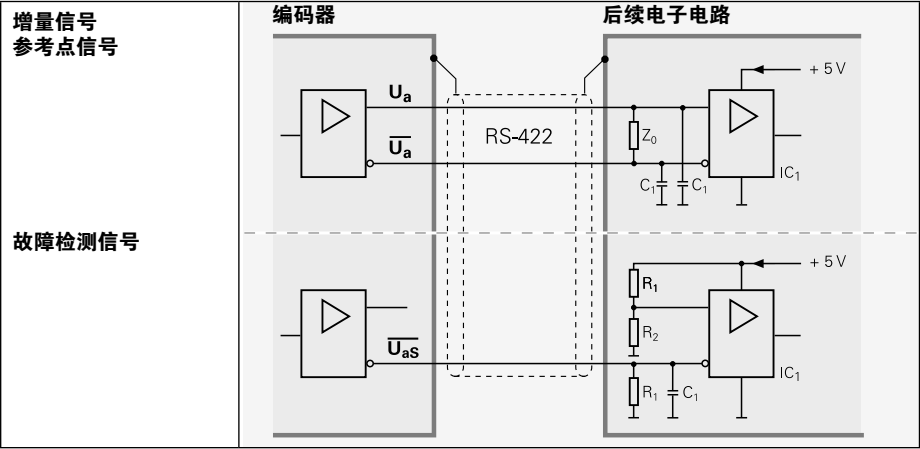 增量信号
参考点信号
编码器
后续电子电路
+ 5 V
Ua
RS-422
Ua
Z0
C1
C1
IC1
故障检测信号
+ 5 V
R1
R2
UaS
R1
C1
IC1